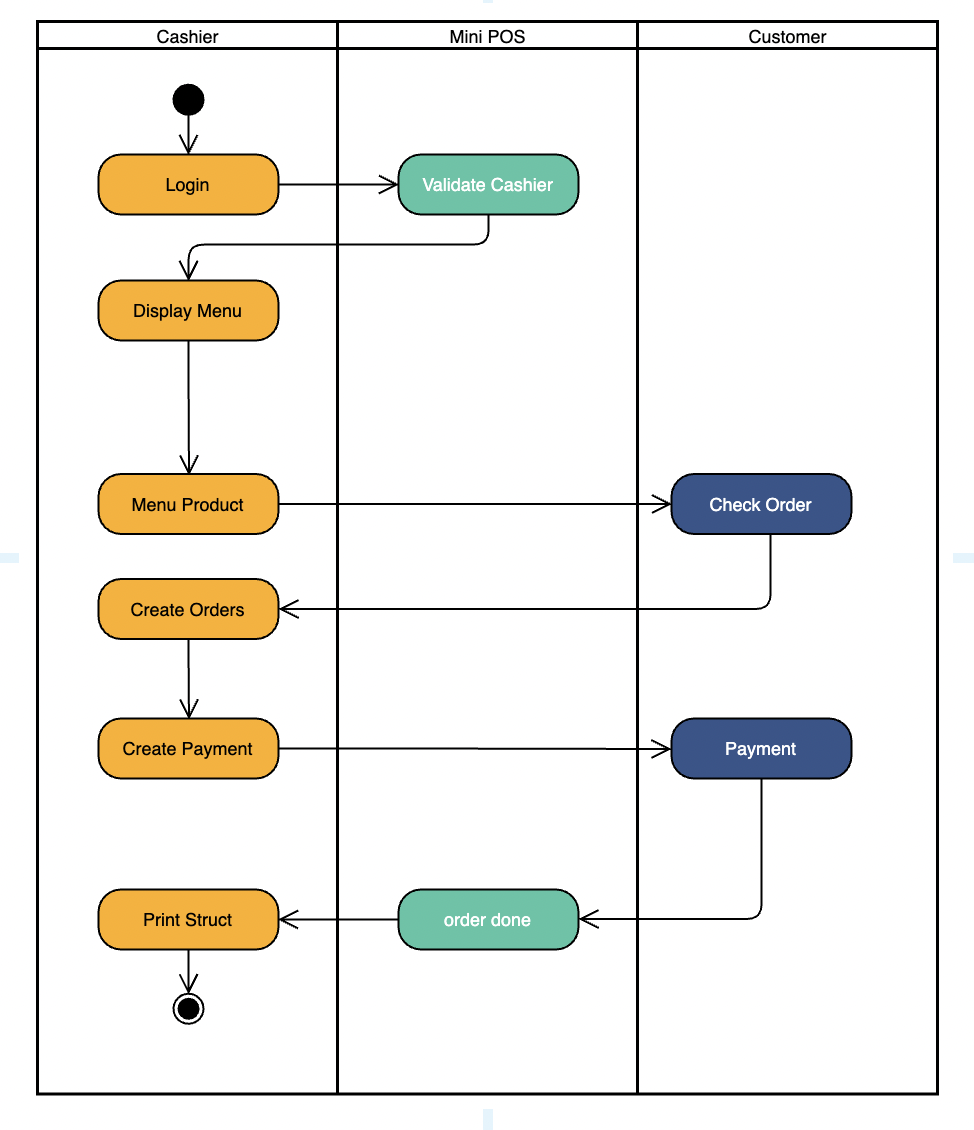 Cashier
Mini POS
Customer
Login
Validate Cashier
Display Menu
Menu Product
Check Order
Create Orders
Create Payment
Payment
Print Struct
order done